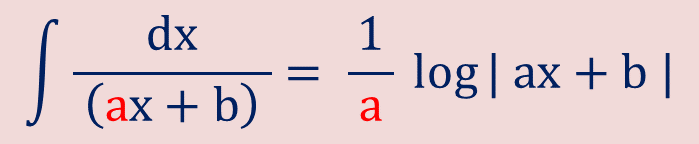 ∫ dx/(ax + b) = 1/a log| ax + b |